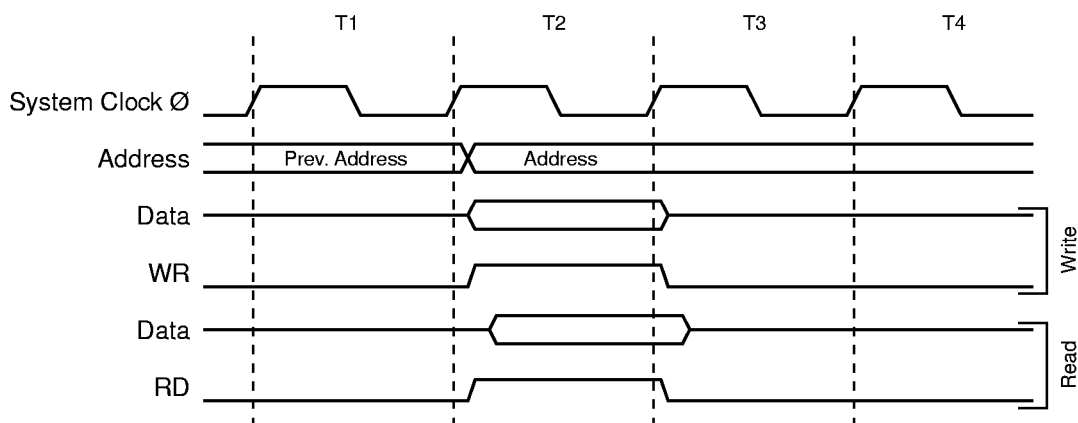 T1 T2 T3 T4
System Clock Ø
Address Prev. Address Address
Data
WR
Write
Data
RD
Read